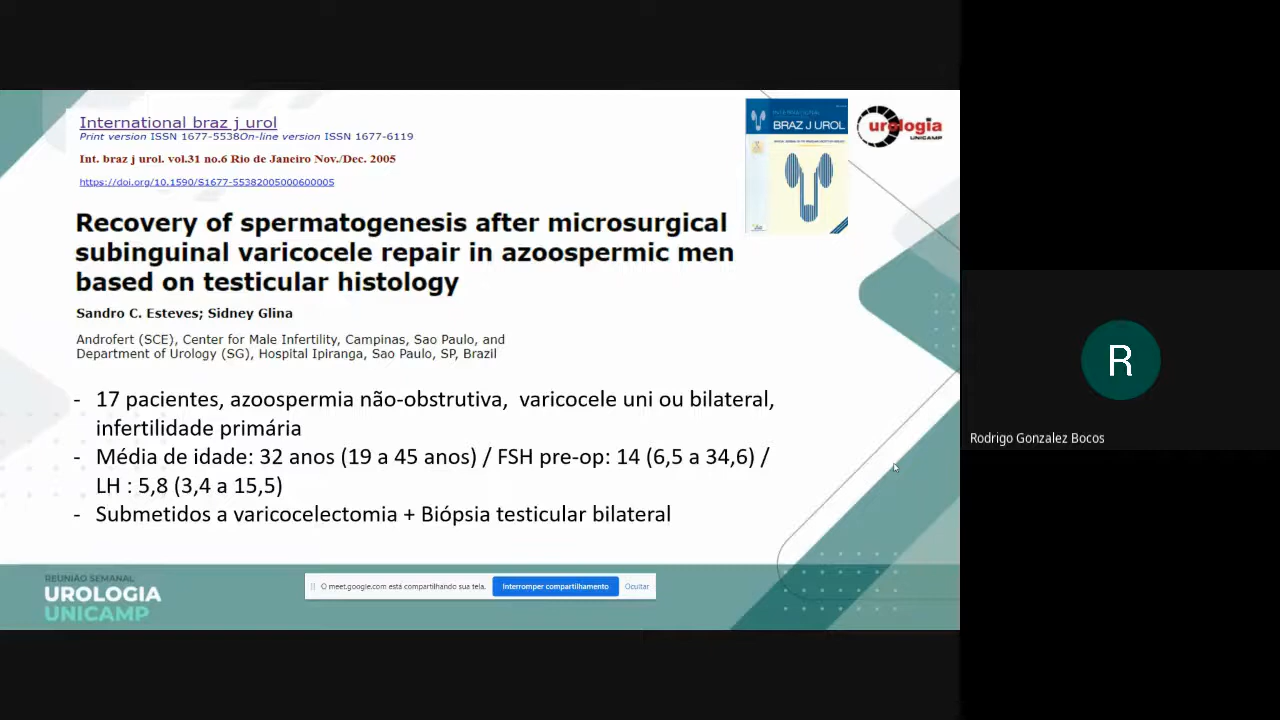 International braz j urol
Print version ISSN 1677-5538On-line version ISSN 1677-6119
Int. braz j urol. vol.31 no.6 Rio de Janeiro Nov./Dec. 2005
https://doi.org/10.1590/S1677-55382005000600005
BRAZ J UROL
urologia
UNICAMP
Recovery of spermatogenesis after microsurgical
subinguinal varicocele repair in azoospermic men
based on testicular histology
Sandro C. Esteves; Sidney Glina
Androfert (SCE), Center for Male Infertility, Campinas, Sao Paulo, and
Department of Urology (SG), Hospital Ipiranga, Sao Paulo, SP, Brazil
- 17 pacientes, azoospermia não-obstrutiva, varicocele uni ou bilateral,
infertilidade primária
- Média de idade: 32 anos (19 a 45 anos) / FSH pre-op: 14 (6,5 a 34,6) /
LH : 5,8 (3,4 a 15,5)
- Submetidos a varicocelectomia + Biópsia testicular bilateral
REUNIÃO SEMANAL
UROLOGIA
UNICAMP
O meet.google.com está compartilhando sua tela.
Interromper compartilhamento
Ocultar
R
Rodrigo Gonzalez Bocos